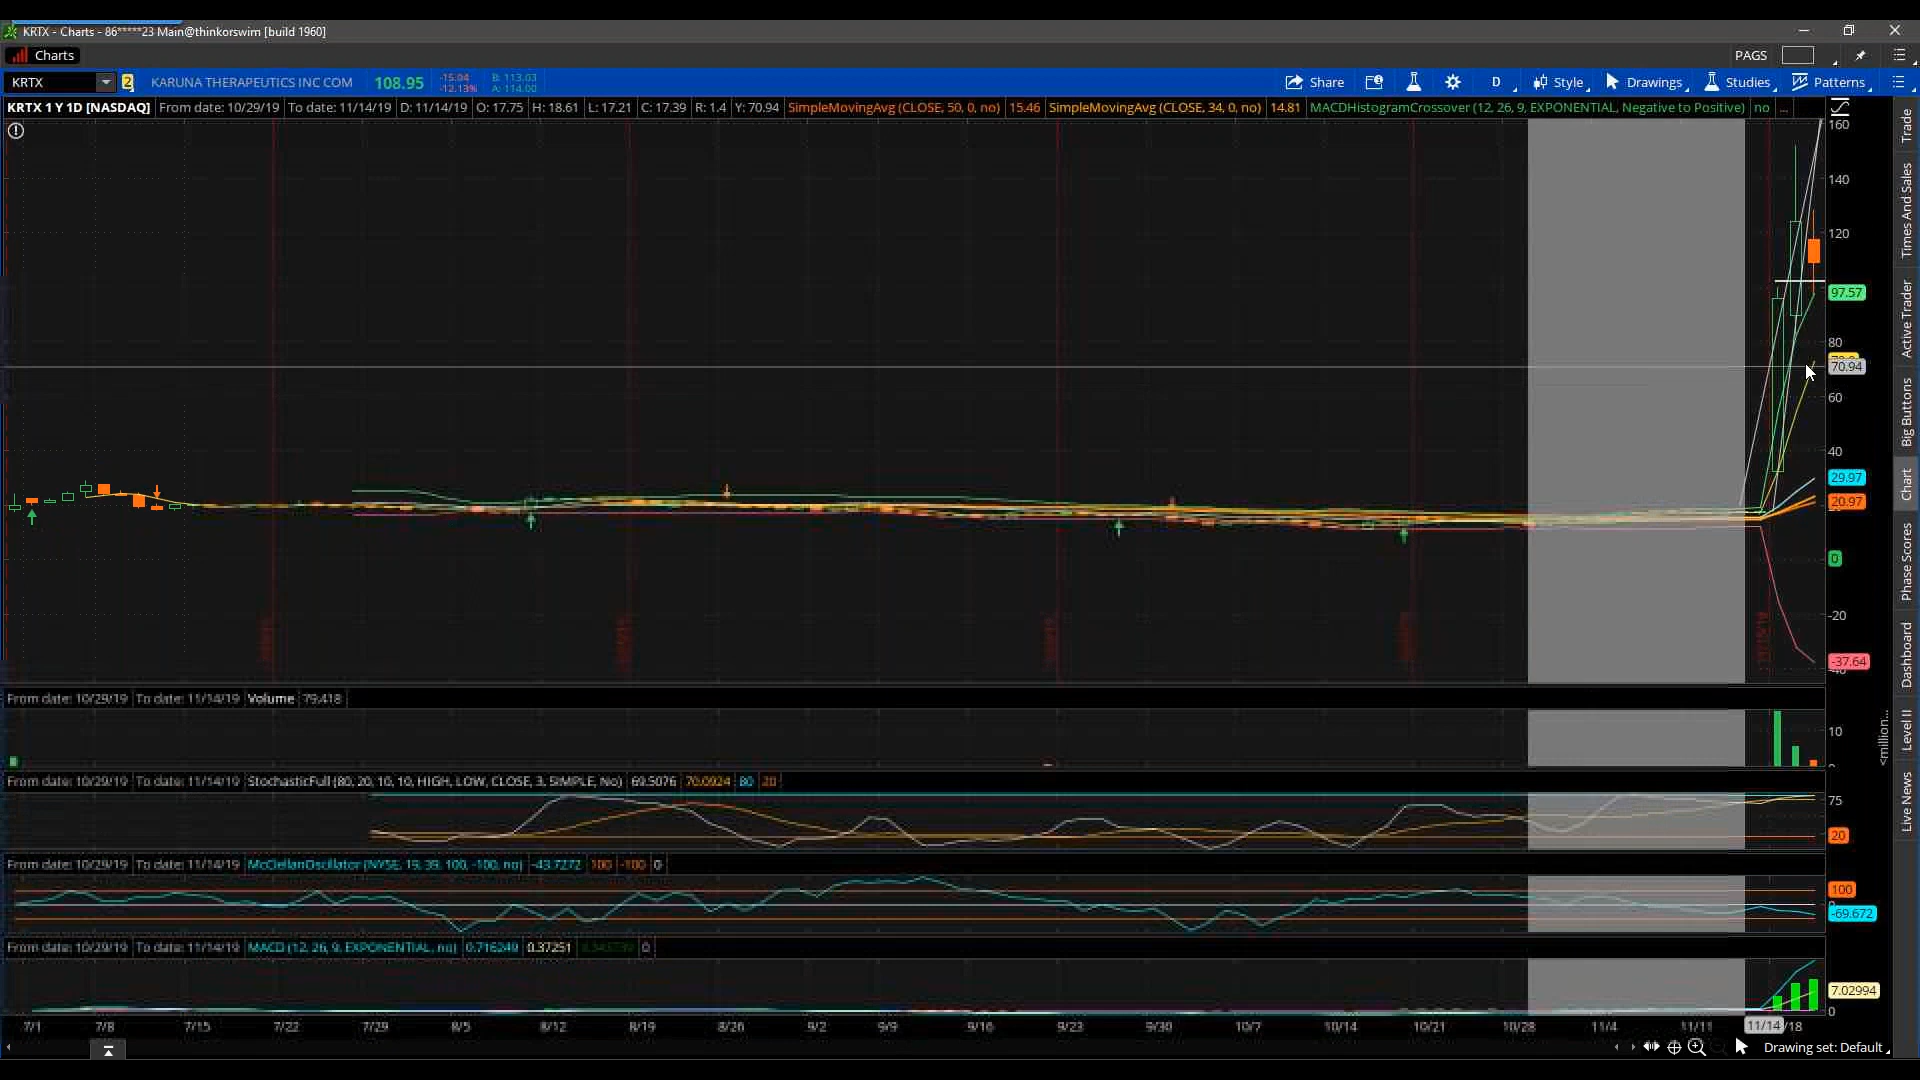 KRTX - Charts - 86*****23 Main@thinkorswim [build 1960]
Charts PAGS
KRTX 2 KARUNA THERAPEUTICS INC COM 108.95 -15.04 -12.13% B: 113.03 A: 114.00 Share D Style Drawings Studies Patterns
KRTX 1 Y 1D [NASDAQ] From date: 10/29/19 To date: 11/14/19 D: 11/14/19 O: 17.75 H: 18.61 L: 17.21 C: 17.39 R: 1.4 Y: 70.94 SimpleMovingAvg (CLOSE, 50, 0, no) 15.46 SimpleMovingAvg (CLOSE, 34, 0, no) 14.81 MACDHistogramCrossover (12, 26, 9, EXPONENTIAL, Negative to Positive) no ...
160
140
120
97.57
80
70.94
60
40
29.97
20.97
0
-20
-37.64
11/15/19
From date: 10/29/19 To date: 11/14/19 Volume 79,418
10
<million...
From date: 10/29/19 To date: 11/14/19 StochasticFull (80, 20, 10, 10, HIGH, LOW, CLOSE, 3, SIMPLE, No) 69.5076 70.0924 80 20
75
20
From date: 10/29/19 To date: 11/14/19 McClellanOscillator (NYSE, 19, 39, 100, -100, no) -43.7272 100 -100 0
100
-69.672
From date: 10/29/19 To date: 11/14/19 MACD (12, 26, 9, EXPONENTIAL, no) 0.716249 0.37251 0
7.02994
0
7/1 7/8 7/15 7/22 7/29 8/5 8/12 8/19 8/26 9/2 9/9 9/16 9/23 9/30 10/7 10/14 10/21 10/28 11/4 11/11 11/14 /18
Drawing set: Default
Trade
Times And Sales
Active Trader
Big Buttons
Chart
Phase Scores
Dashboard
Level II
Live News